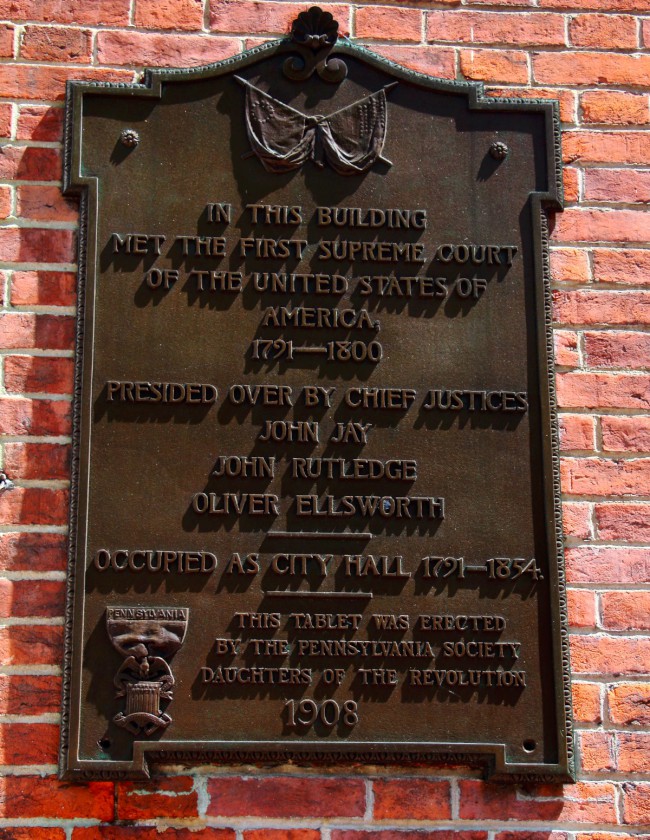 IN THIS BUILDING
MET THE FIRST SUPREME COURT
OF THE UNITED STATES OF
AMERICA,
1791—1800
PRESIDED OVER BY CHIEF JUSTICES
JOHN JAY
JOHN RUTLEDGE
OLIVER ELLSWORTH
OCCUPIED AS CITY HALL 1791—1854.
PENNSYLVANIA
THIS TABLET WAS ERECTED
BY THE PENNSYLVANIA SOCIETY
DAUGHTERS OF THE REVOLUTION
1908